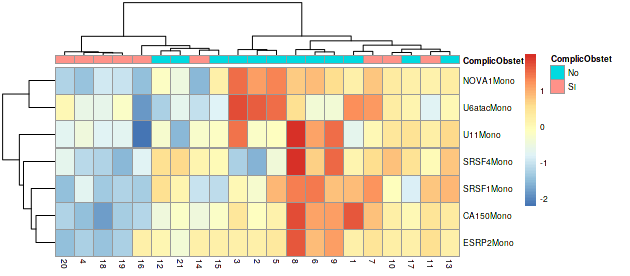 ComplicObstet
NOVA1Mono
U6atacMono
U11Mono
SRSF4Mono
SRSF1Mono
CA150Mono
ESRP2Mono
20 4 18 19 16 12 21 14 15 3 2 5 8 6 9 1 7 10 17 11 13
1
0
-1
-2
ComplicObstet
No
Si